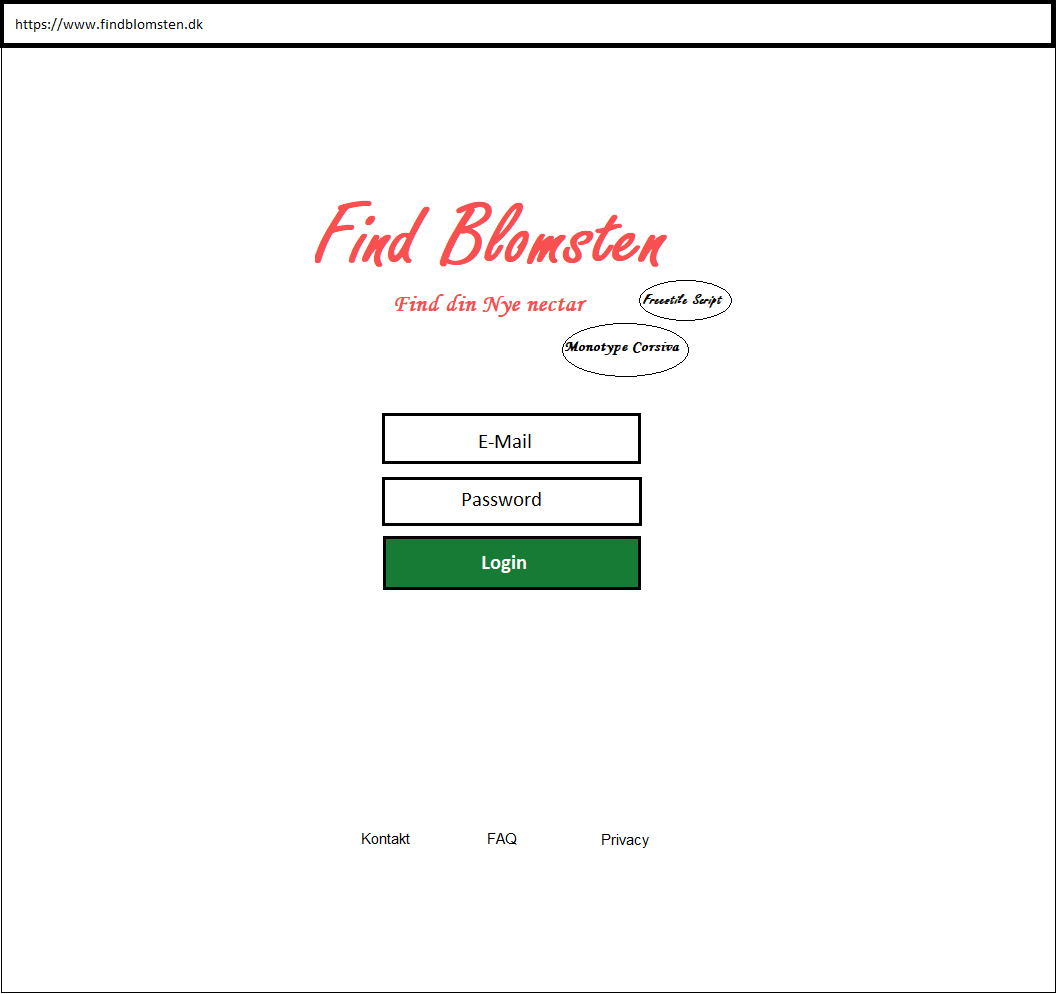 https://www.findblomsten.dk
Find Blomsten
Find din Nye nectar
Freestile Script
Monotype Corsiva
E-Mail
Password
Login
Kontakt FAQ Privacy